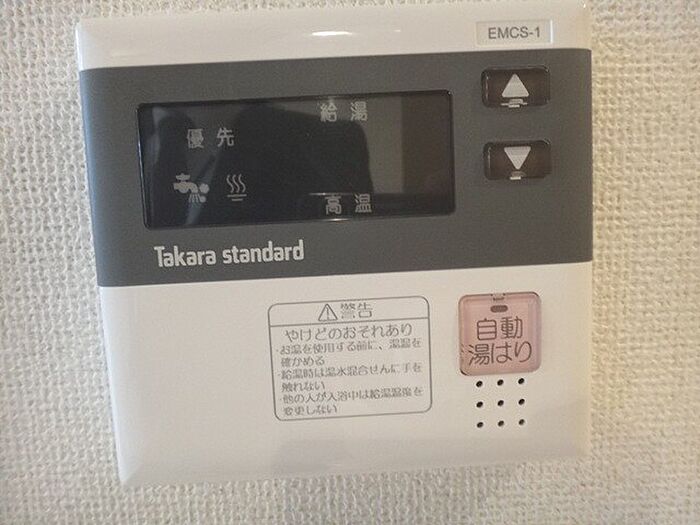 EMCS-1
給湯
優先
高温
Takara standard
警告
やけどのおそれあり
・お湯を使用する前に、湯温を
確かめる
・給湯時は湯水混合せんに手を
触れない
・他の人が入浴中は給湯温度を
変更しない
自動
湯はり